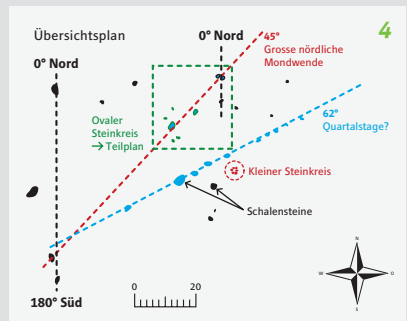 Übersichtsplan
4
0° Nord
0° Nord
45°
Grosse nördliche
Mondwende
Ovaler
Steinkreis
→ Teilplan
62°
Quartalstage?
Kleiner Steinkreis
Schalensteine
180° Süd
0 20
N
W O
S